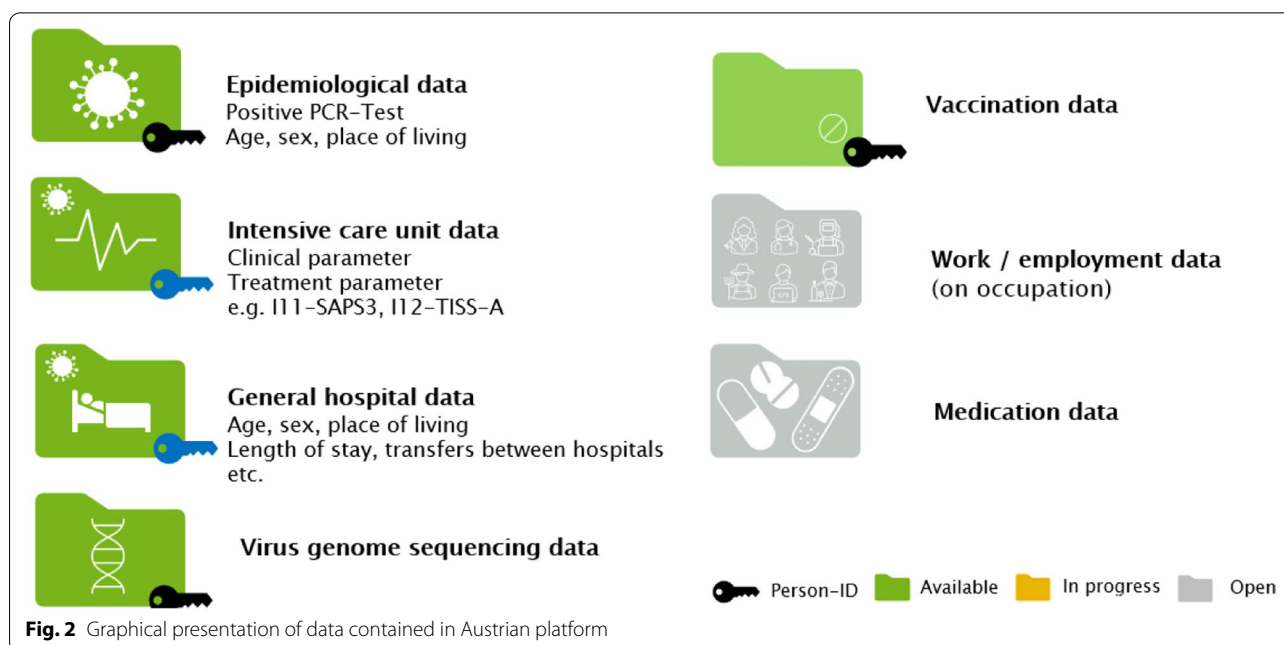 Epidemiological data
Positive PCR-Test
Age, sex, place of living
Intensive care unit data
Clinical parameter
Treatment parameter
e.g. I11-SAPS3, I12-TISS-A
General hospital data
Age, sex, place of living
Length of stay, transfers between hospitals
etc.
Virus genome sequencing data
Vaccination data
Work / employment data
(on occupation)
Medication data
Person-ID Available In progress Open
Fig. 2 Graphical presentation of data contained in Austrian platform